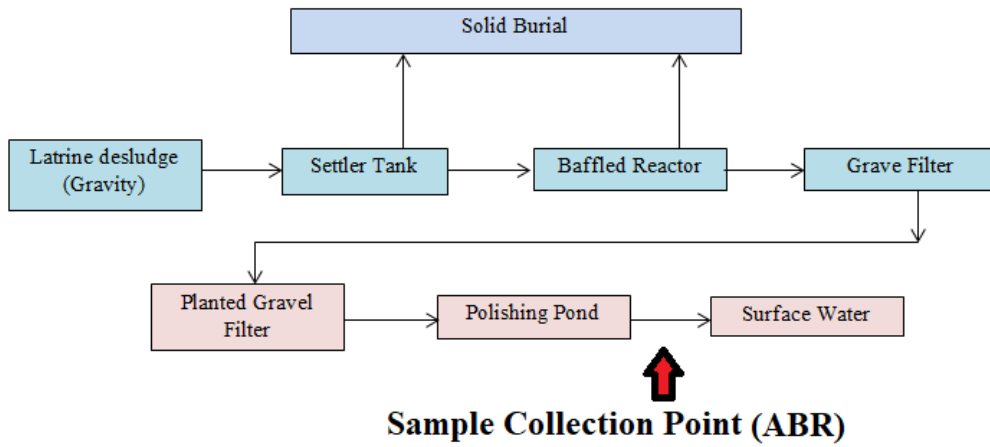 Solid Burial
Latrine desludge
(Gravity)
Settler Tank
Baffled Reactor
Grave Filter
Planted Gravel
Filter
Polishing Pond
Surface Water
Sample Collection Point (ABR)